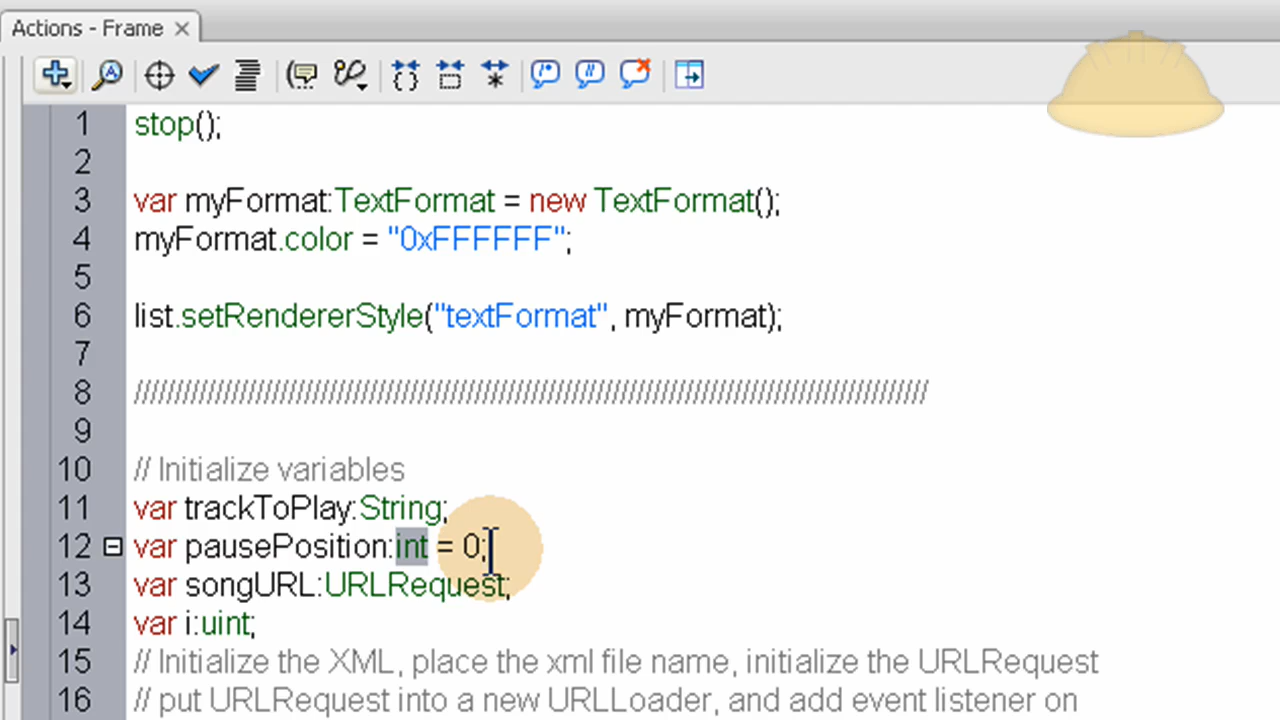 Actions - Frame
1 stop();
2
3 var myFormat:TextFormat = new TextFormat();
4 myFormat.color = "0xFFFFFF";
5
6 list.setRendererStyle("textFormat", myFormat);
7
8 ////////////////////////////////////////////////////////////////////////////////////////////////////
9
10 // Initialize variables
11 var trackToPlay:String;
12 var pausePosition:int = 0;
13 var songURL:URLRequest;
14 var i:uint;
15 // Initialize the XML, place the xml file name, initialize the URLRequest
16 // put URLRequest into a new URLLoader, and add event listener on